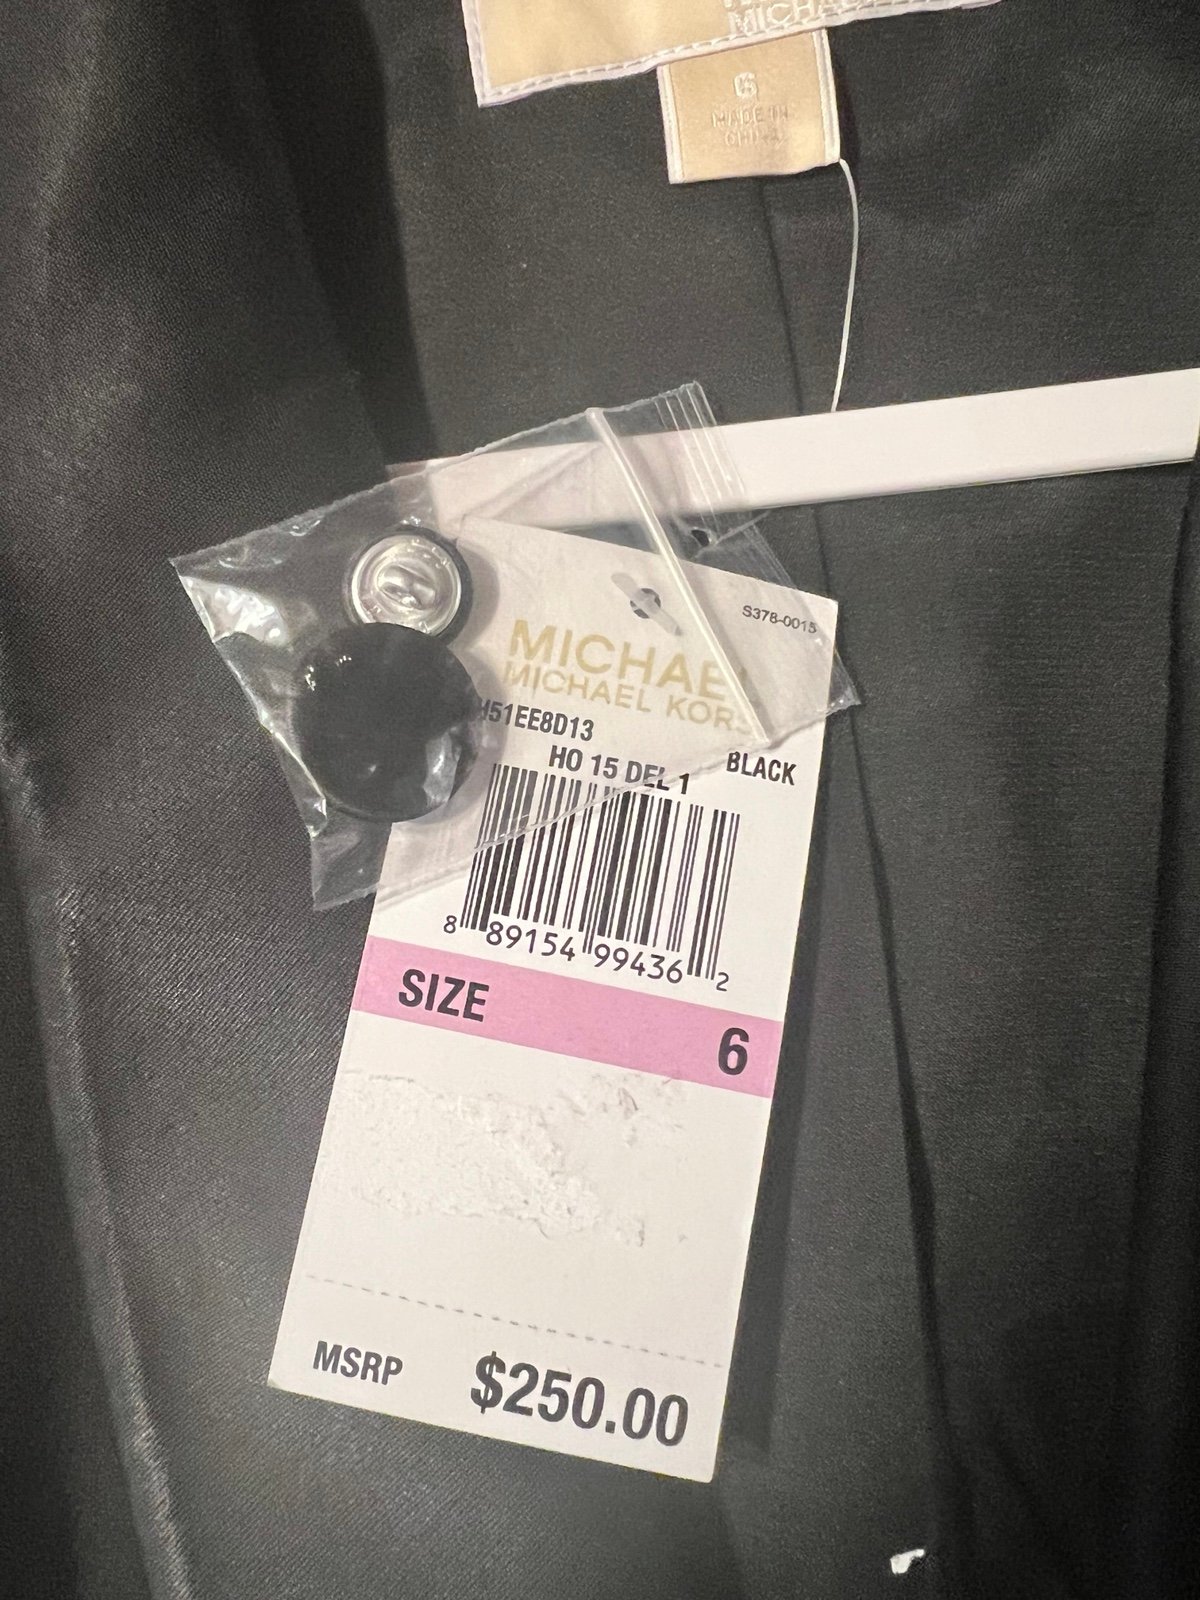 MICHAEL
6
MADE IN
CHINA
S378-0015
MICHAEL
MICHAEL KORS
H51EE8D13
BLACK
HO 15 DEL 1
8 89154 99436 2
SIZE 6
MSRP $250.00